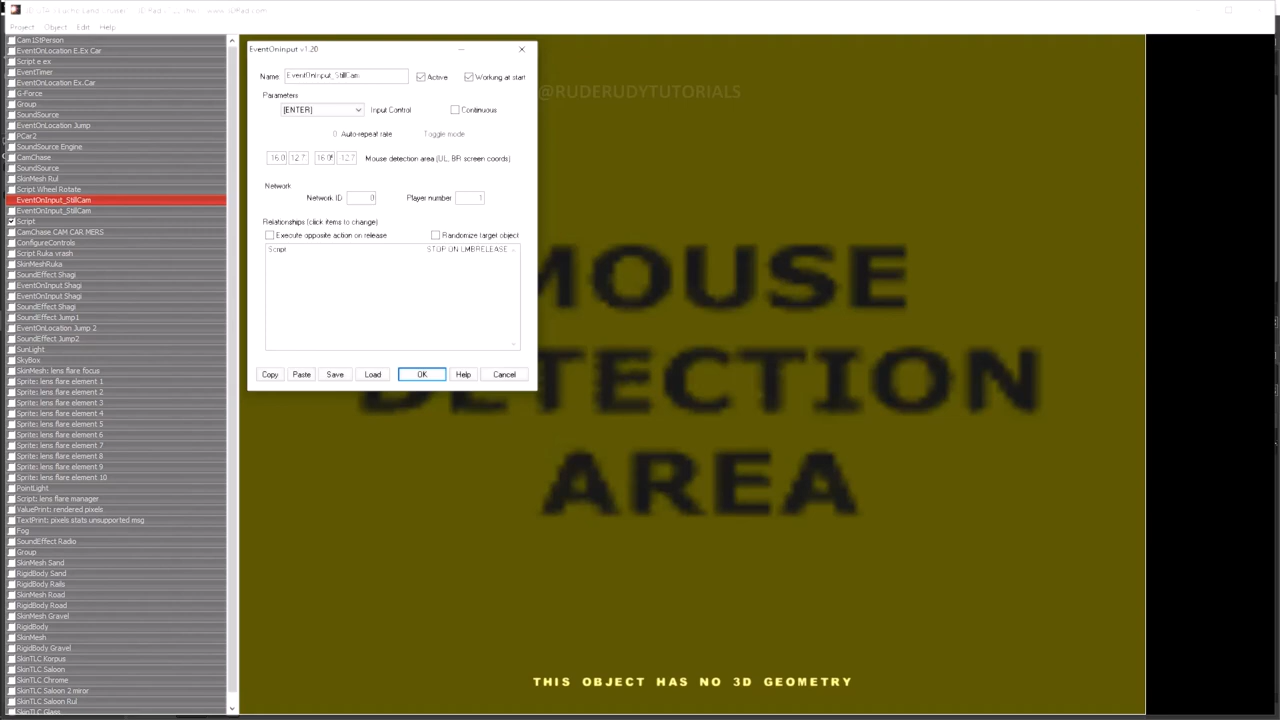 Project Object Edit Help
Cam 1StPerson
EventOnLocation E.Ex Car
Script e ex
EventTimer
EventOnLocation Ex.Car
G-Force
Group
SoundSource
EventOnLocation Jump
PCar2
SoundSource Engine
CamChase
SoundSource
SkinMesh Rul
Script Wheel Rotate
EventOnInput_StillCam
EventOnInput_StillCam
Script
CamChase CAM CAR MERS
ConfigureControls
Script Ruka vrash
SkinMeshRuka
SoundEffect Shagi
EventOnInput Shagi
EventOnInput Shagi
SoundEffect Shagi
SoundEffect Jump1
EventOnLocation Jump 2
SoundEffect Jump2
SunLight
SkyBox
SkinMesh: lens flare focus
Sprite: lens flare element 1
Sprite: lens flare element 2
Sprite: lens flare element 3
Sprite: lens flare element 4
Sprite: lens flare element 5
Sprite: lens flare element 6
Sprite: lens flare element 7
Sprite: lens flare element 8
Sprite: lens flare element 9
Sprite: lens flare element 10
PointLight
Script: lens flare manager
ValuePrint: rendered pixels
TextPrint: pixels stats unsupported msg
Fog
SoundEffect Radio
Group
SkinMesh Sand
RigidBody Sand
RigidBody Rails
SkinMesh Road
RigidBody Road
SkinMesh Gravel
RigidBody
SkinMesh
RigidBody Gravel
SkinTLC Korpus
SkinTLC Saloon
SkinTLC Chrome
SkinTLC Saloon 2 miror
SkinTLC Saloon Rul
SkinTLC Glass
EventOnInput v1.20
Name: EventOnInput_StillCam Active Working at start
Parameters
[ENTER] Input Control Continuous
0 Auto-repeat rate Toggle mode
Mouse detection area (UL, BR screen coords)
Network
Network ID 0 Player number 1
Relationships (click items to change)
Execute opposite action on release Randomize target object
Script STOP ON LMBRELEASE
Copy Paste Save Load OK Help Cancel
@RUDERUDYTUTORIALS
MOUSE
DETECTION
AREA
THIS OBJECT HAS NO 3D GEOMETRY